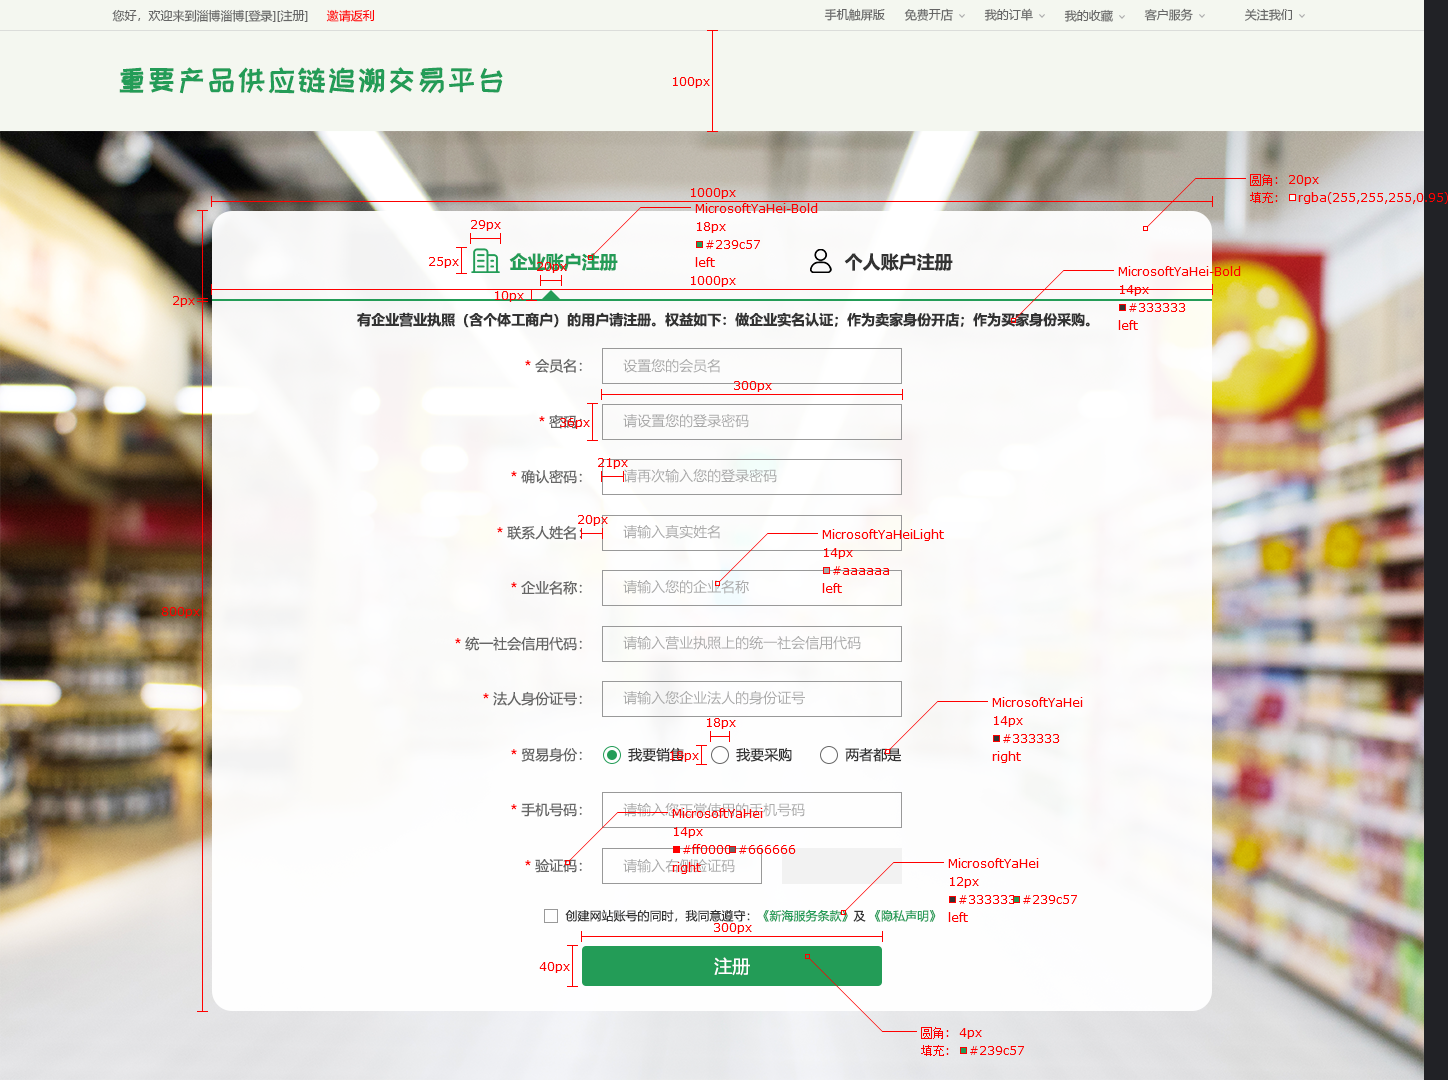 您好，欢迎来到淄博淄博[登录][注册] 邀请返利 手机触屏版 免费开店 我的订单 我的收藏 客户服务 关注我们
重要产品供应链追溯交易平台
100px
圆角： 20px
填充： rgba(255,255,255,0.95)
1000px
MicrosoftYaHei-Bold
18px
#239c57
left
29px
25px
企业账户注册
个人账户注册
20px
10px
1000px
2px
MicrosoftYaHei-Bold
14px
#333333
left
有企业营业执照（含个体工商户）的用户请注册。权益如下：做企业实名认证；作为卖家身份开店；作为买家身份采购。
* 会员名： 设置您的会员名
300px
* 密码： 请设置您的登录密码
36px
21px
* 确认密码： 请再次输入您的登录密码
20px
* 联系人姓名： 请输入真实姓名
MicrosoftYaHeiLight
14px
#aaaaaa
left
* 企业名称： 请输入您的企业名称
800px
* 统一社会信用代码： 请输入营业执照上的统一社会信用代码
* 法人身份证号： 请输入您企业法人的身份证号
MicrosoftYaHei
14px
#333333
right
18px
* 贸易身份： 我要销售 我要采购 两者都是
* 手机号码： 请输入您正常使用的手机号码
MicrosoftYaHei
14px
#ff0000 #666666
right
* 验证码： 请输入右侧验证码
MicrosoftYaHei
12px
#333333 #239c57
left
创建网站账号的同时，我同意遵守：《新海服务条款》及《隐私声明》
300px
40px
注册
圆角： 4px
填充： #239c57